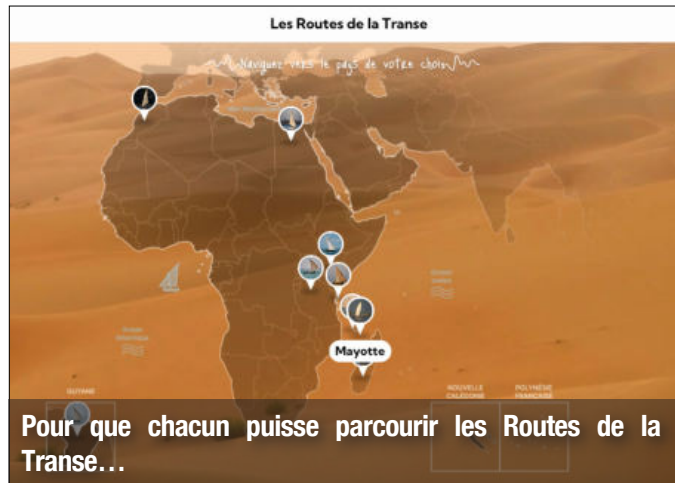 Les Routes de la Transe
Naviguez vers le pays de votre choix
Mayotte
GUYANE
NOUVELLE
CALÉDONIE
POLYNÉSIE
FRANÇAISE
Pour que chacun puisse parcourir les Routes de la
Transe…